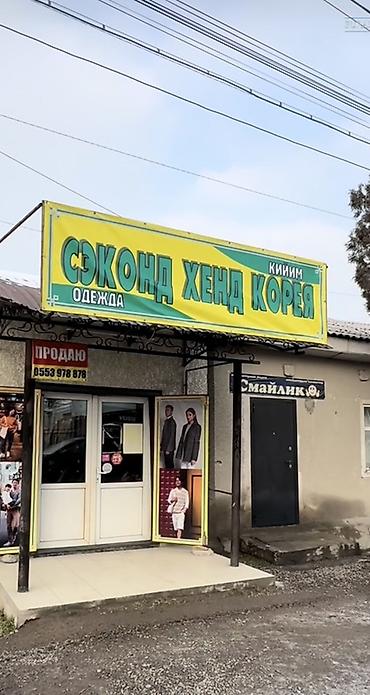 КИЙИМ
СЭКОНД ХЕНД КОРЕЯ
ОДЕЖДА
ПРОДАЮ
0553 978 878
Смайлик